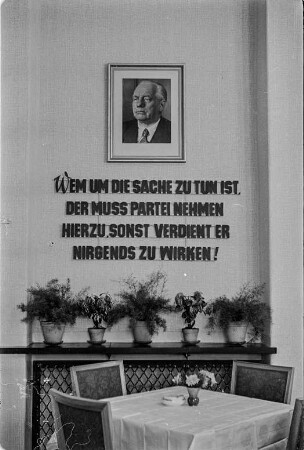 WEM UM DIE SACHE ZU TUN IST,
DER MUSS PARTEI NEHMEN
HIERZU, SONST VERDIENT ER
NIRGENDS ZU WIRKEN!